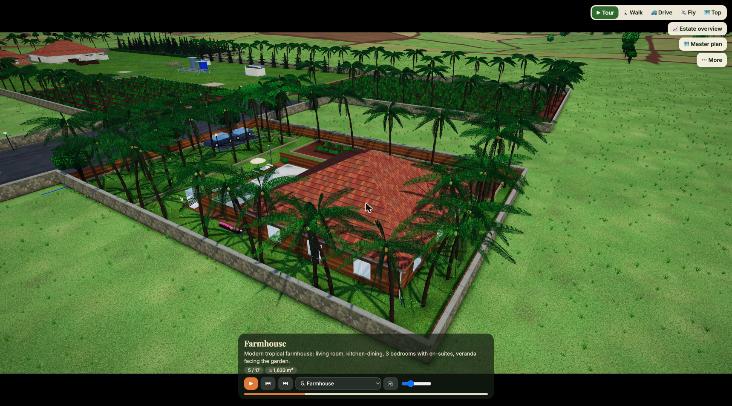 Tour
Walk
Drive
Fly
Top
Estate overview
Master plan
More
Farmhouse
Modern tropical farmhouse: living room, kitchen-dining, 3 bedrooms with en-suites, veranda
facing the garden.
5 / 17
5. Farmhouse